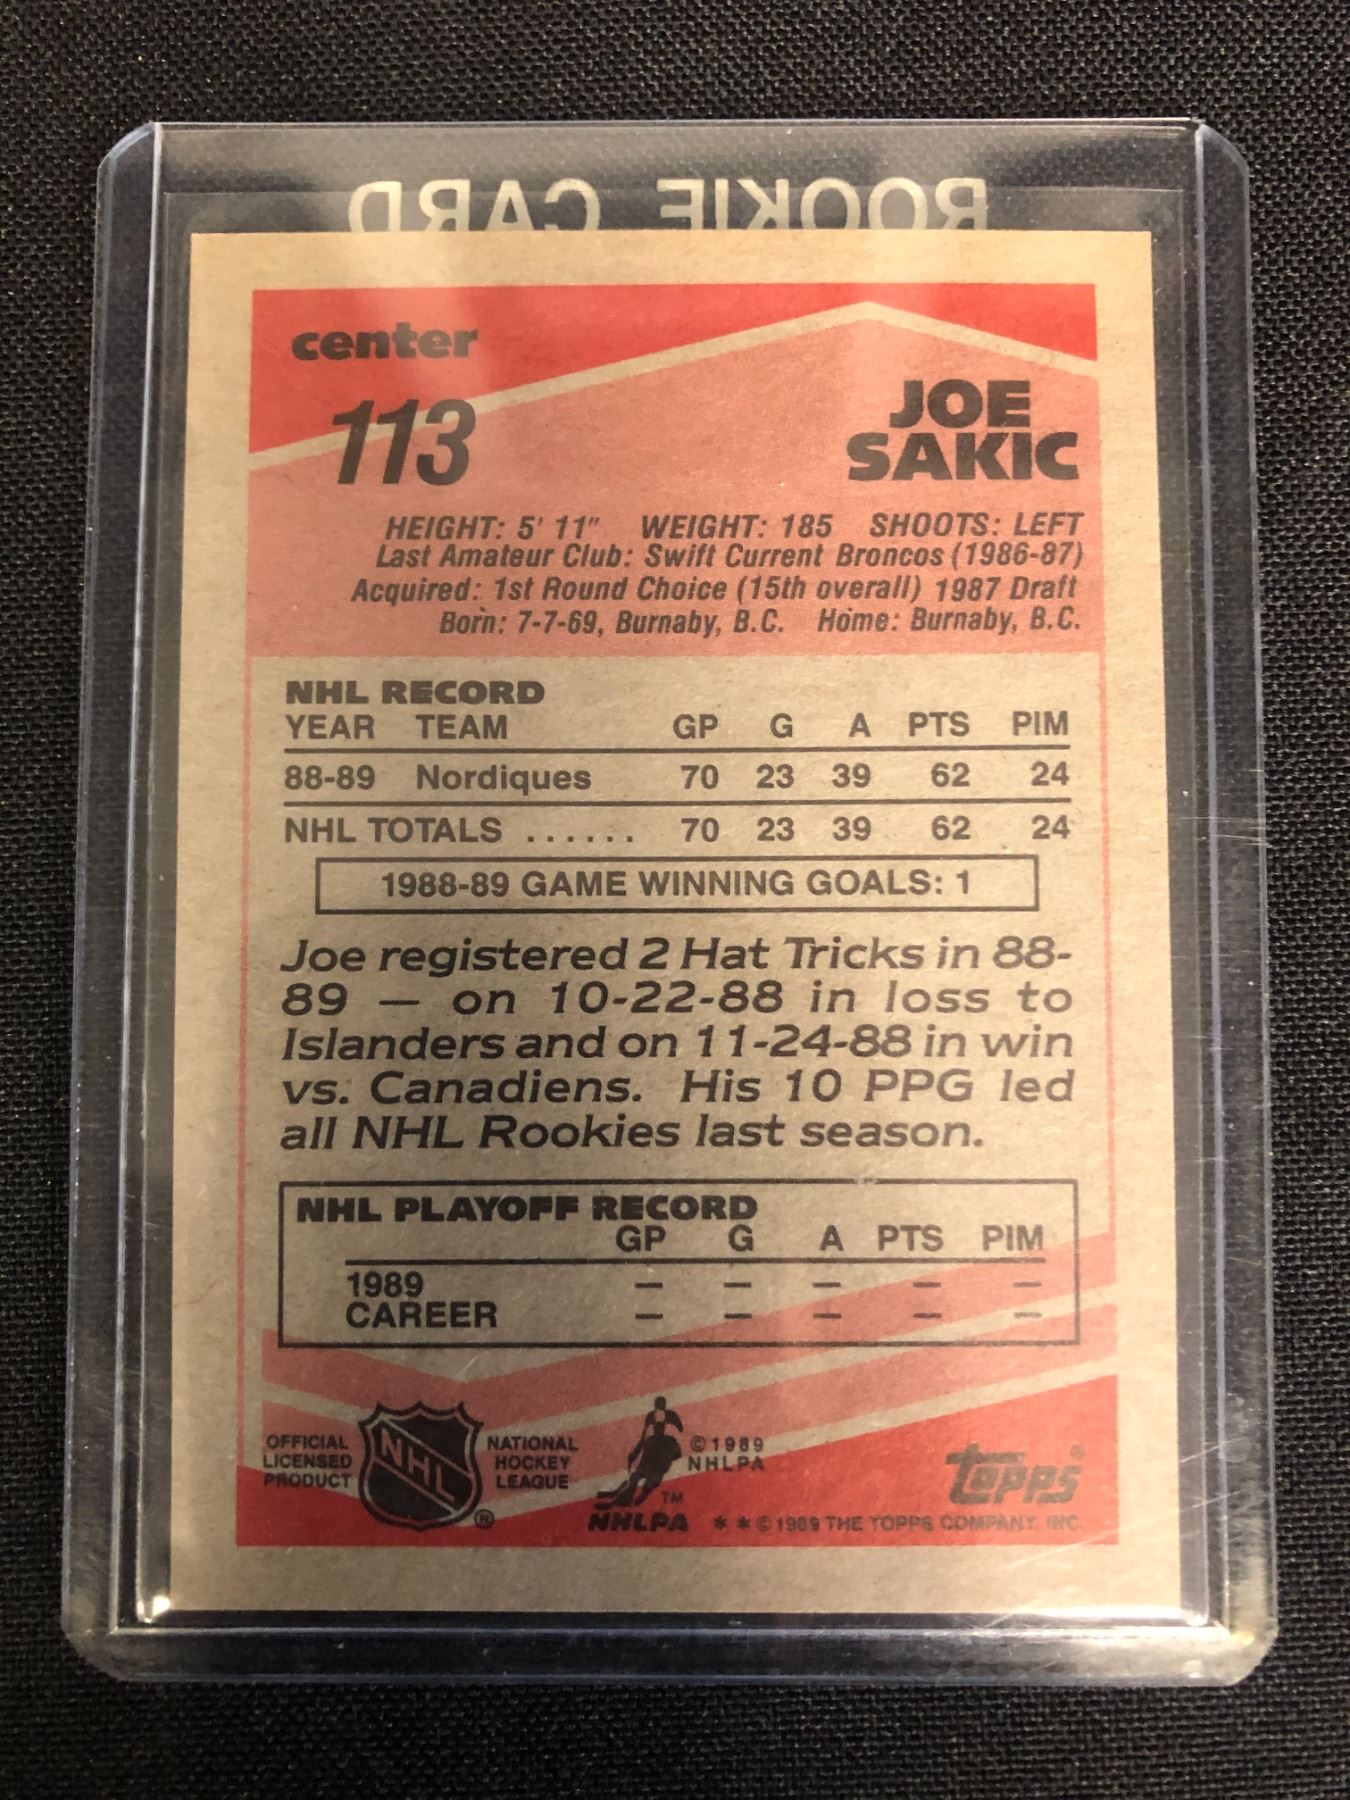 ROOKIE CARD
center
113
JOE
SAKIC
HEIGHT: 5' 11" WEIGHT: 185 SHOOTS: LEFT
Last Amateur Club: Swift Current Broncos (1986-87)
Acquired: 1st Round Choice (15th overall) 1987 Draft
Born: 7-7-69, Burnaby, B.C. Home: Burnaby, B.C.
NHL RECORD
YEAR TEAM GP G A PTS PIM
88-89 Nordiques 70 23 39 62 24
NHL TOTALS ...... 70 23 39 62 24
1988-89 GAME WINNING GOALS: 1
Joe registered 2 Hat Tricks in 88-
89 — on 10-22-88 in loss to
Islanders and on 11-24-88 in win
vs. Canadiens. His 10 PPG led
all NHL Rookies last season.
NHL PLAYOFF RECORD
GP G A PTS PIM
1989 – – – – –
CAREER – – – – –
OFFICIAL
LICENSED
PRODUCT
NHL
®
NATIONAL
HOCKEY
LEAGUE
© 1989
NHLPA
TM
NHLPA
topps®
* * © 1989 THE TOPPS COMPANY, INC.